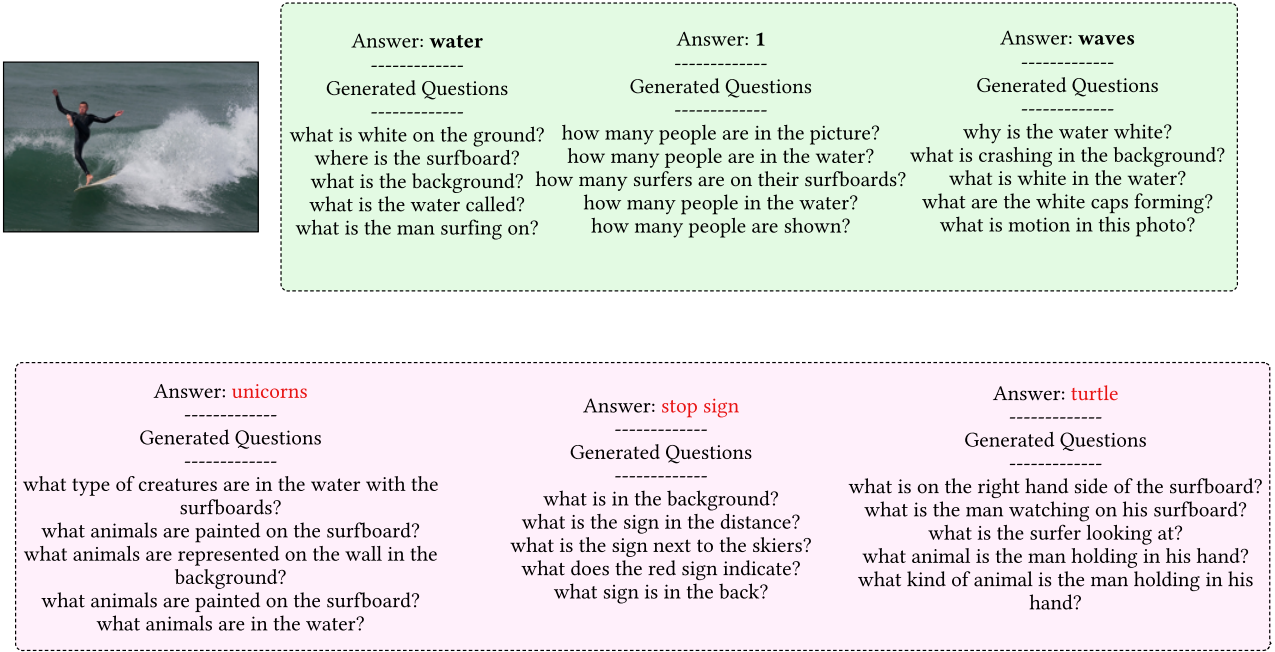 Answer: water
-------------
Generated Questions
-------------
what is white on the ground?
where is the surfboard?
what is the background?
what is the water called?
what is the man surfing on?
Answer: 1
-------------
Generated Questions
-------------
how many people are in the picture?
how many people are in the water?
how many surfers are on their surfboards?
how many people in the water?
how many people are shown?
Answer: waves
-------------
Generated Questions
-------------
why is the water white?
what is crashing in the background?
what is white in the water?
what are the white caps forming?
what is motion in this photo?
Answer: unicorns
-------------
Generated Questions
-------------
what type of creatures are in the water with the
surfboards?
what animals are painted on the surfboard?
what animals are represented on the wall in the
background?
what animals are painted on the surfboard?
what animals are in the water?
Answer: stop sign
-------------
Generated Questions
-------------
what is in the background?
what is the sign in the distance?
what is the sign next to the skiers?
what does the red sign indicate?
what sign is in the back?
Answer: turtle
-------------
Generated Questions
-------------
what is on the right hand side of the surfboard?
what is the man watching on his surfboard?
what is the surfer looking at?
what animal is the man holding in his hand?
what kind of animal is the man holding in his
hand?